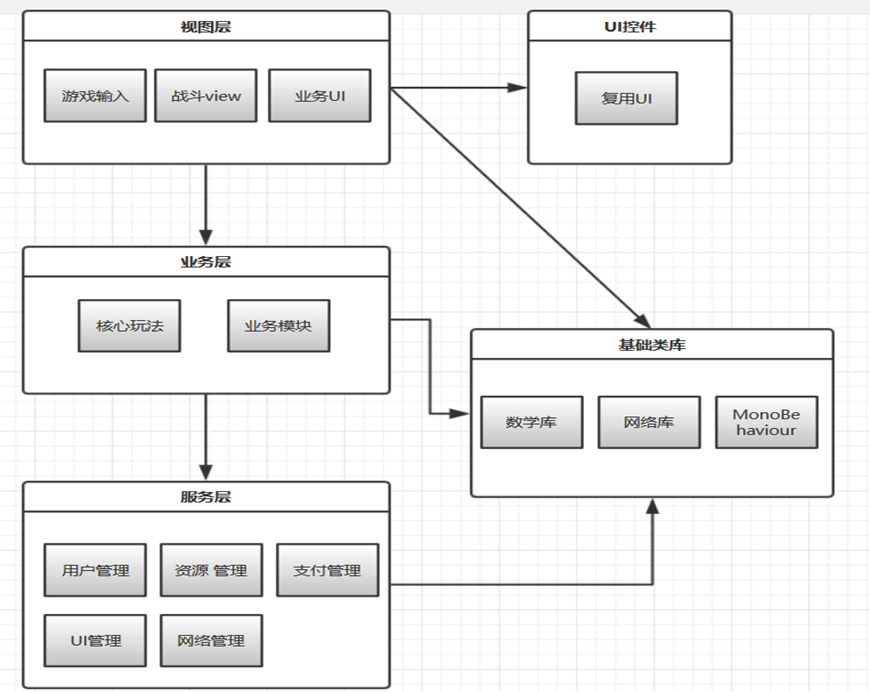 视图层
游戏输入
战斗view
业务UI
UI控件
复用UI
业务层
核心玩法
业务模块
基础类库
数学库
网络库
MonoBe
haviour
服务层
用户管理
资源 管理
支付管理
UI管理
网络管理